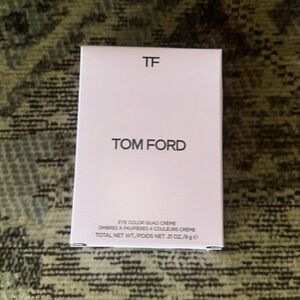 TF
TOM FORD
EYE COLOR QUAD CRÈME
OMBRES À PAUPIÈRES 4 COULEURS CRÈME
TOTAL NET WT./POIDS NET .31 OZ./9 g ℮